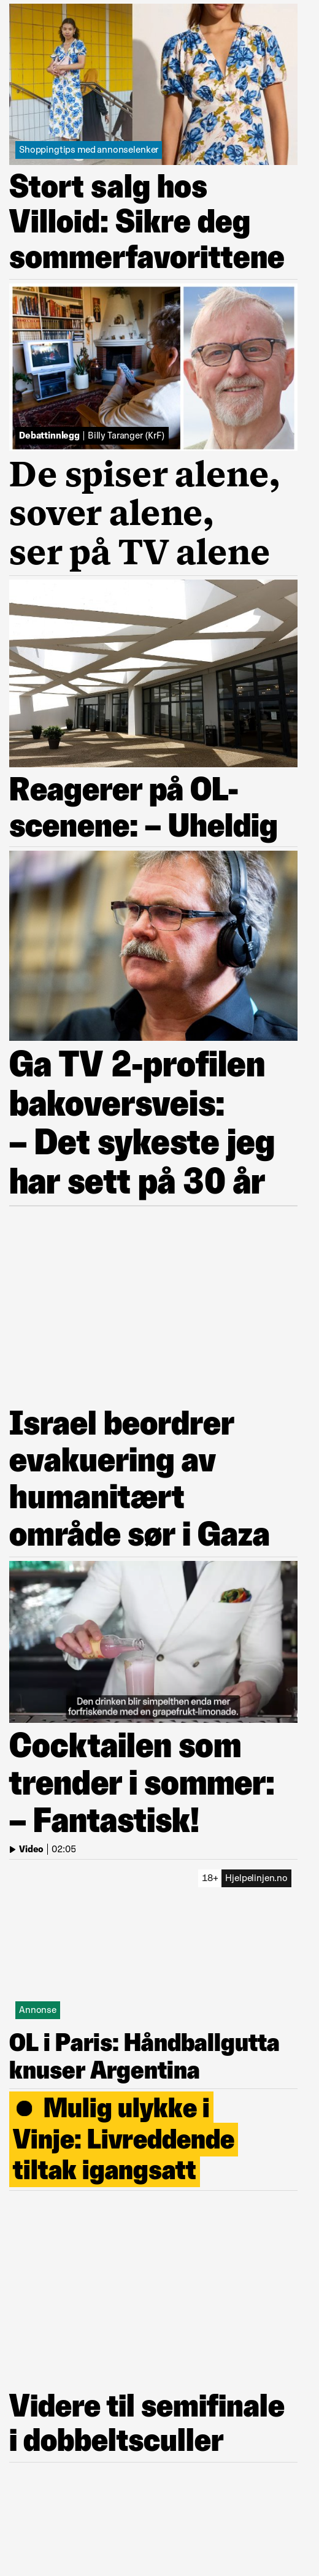 Shoppingtips med annonselenker
Stort salg hos
Villoid: Sikre deg
sommerfavorittene
Debattinnlegg | Billy Taranger (KrF)
De spiser alene,
sover alene,
ser på TV alene
Reagerer på OL-
scenene: – Uheldig
Ga TV 2-profilen
bakoversveis:
– Det sykeste jeg
har sett på 30 år
Israel beordrer
evakuering av
humanitært
område sør i Gaza
Den drinken blir simpelthen enda mer
forfriskende med en grapefrukt-limonade.
Cocktailen som
trender i sommer:
– Fantastisk!
Video | 02:05
18+ Hjelpelinjen.no
Annonse
OL i Paris: Håndballgutta
knuser Argentina
Mulig ulykke i
Vinje: Livreddende
tiltak igangsatt
Videre til semifinale
i dobbeltsculler